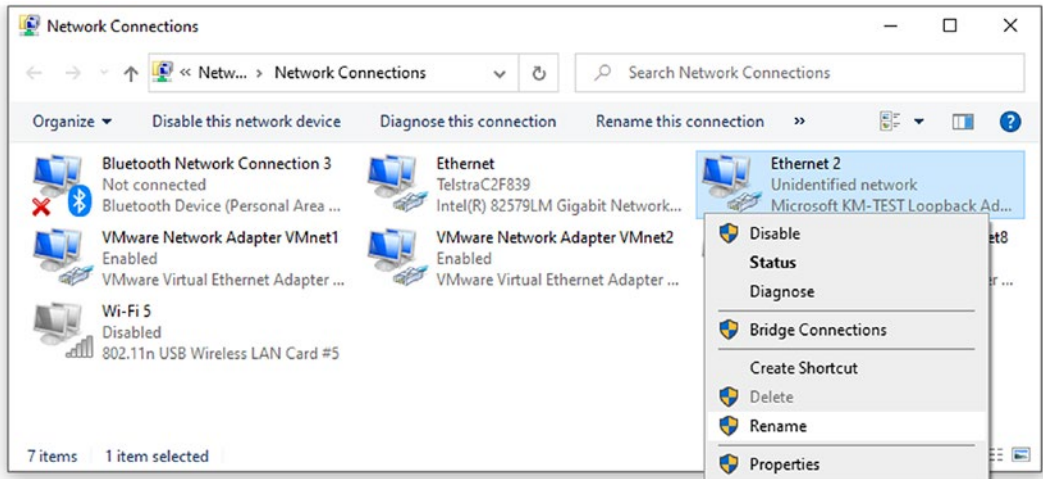 Network Connections
« Netw... > Network Connections
Search Network Connections
Organize
Disable this network device
Diagnose this connection
Rename this connection
»
?
Bluetooth Network Connection 3
Not connected
Bluetooth Device (Personal Area ...
Ethernet
TelstraC2F839
Intel(R) 82579LM Gigabit Network...
Ethernet 2
Unidentified network
Microsoft KM-TEST Loopback Ad...
VMware Network Adapter VMnet1
Enabled
VMware Virtual Ethernet Adapter ...
VMware Network Adapter VMnet2
Enabled
VMware Virtual Ethernet Adapter ...
et8
Wi-Fi 5
Disabled
802.11n USB Wireless LAN Card #5
Disable
Status
Diagnose
Bridge Connections
Create Shortcut
Delete
Rename
Properties
7 items
1 item selected